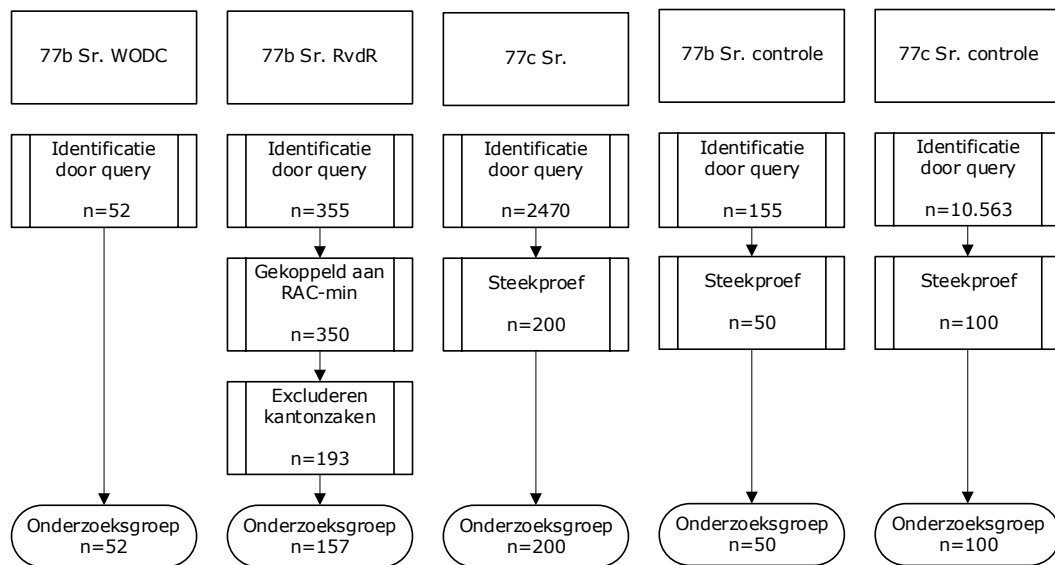 77b Sr. WODC
77b Sr. RvdR
77c Sr.
77b Sr. controle
77c Sr. controle
Identificatie
door query
n=52
Identificatie
door query
n=355
Identificatie
door query
n=2470
Identificatie
door query
n=155
Identificatie
door query
n=10.563
Gekoppeld aan
RAC-min
n=350
Steekproef
n=200
Steekproef
n=50
Steekproef
n=100
Excluderen
kantonzaken
n=193
Onderzoeksgroep
n=52
Onderzoeksgroep
n=157
Onderzoeksgroep
n=200
Onderzoeksgroep
n=50
Onderzoeksgroep
n=100